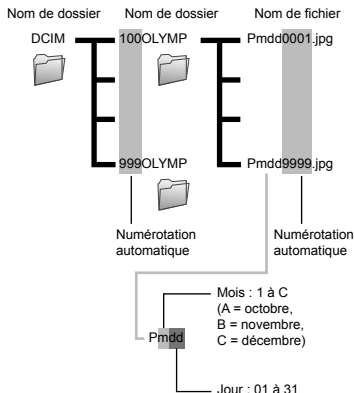 Nom de dossier Nom de dossier Nom de fichier
DCIM 100OLYMP Pmdd0001.jpg
999OLYMP Pmdd9999.jpg
Numérotation
automatique
Numérotation
automatique
Mois : 1 à C
(A = octobre,
B = novembre,
C = décembre)
Pmdd
Jour : 01 à 31